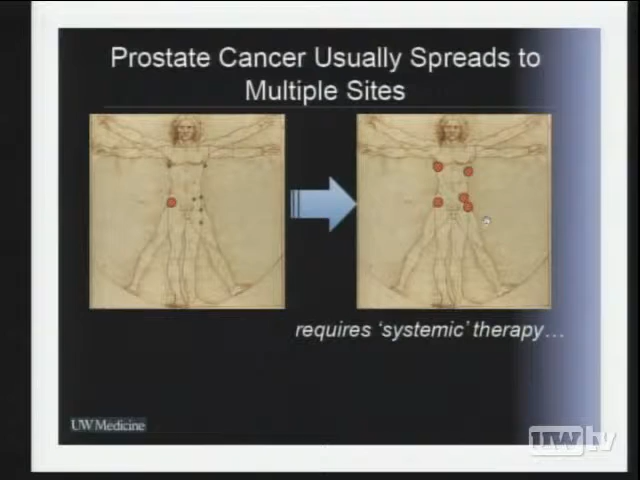 Prostate Cancer Usually Spreads to
Multiple Sites
requires ‘systemic’ therapy…
UW Medicine
UWtv